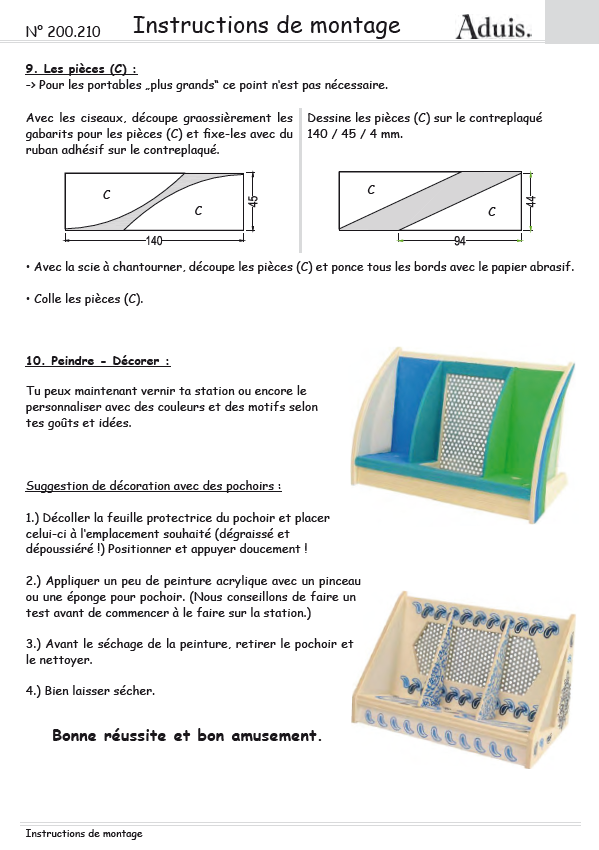 N° 200.210
Instructions de montage
Aduis.
9. Les pièces (C) :
-> Pour les portables „plus grands“ ce point n‘est pas nécessaire.
Avec les ciseaux, découpe graossièrement les
gabarits pour les pièces (C) et fixe-les avec du
ruban adhésif sur le contreplaqué.
Dessine les pièces (C) sur le contreplaqué
140 / 45 / 4 mm.
C
C
45
140
C
C
44
94
• Avec la scie à chantourner, découpe les pièces (C) et ponce tous les bords avec le papier abrasif.
• Colle les pièces (C).
10. Peindre - Décorer :
Tu peux maintenant vernir ta station ou encore le
personnaliser avec des couleurs et des motifs selon
tes goûts et idées.
Suggestion de décoration avec des pochoirs :
1.) Décoller la feuille protectrice du pochoir et placer
celui-ci à l‘emplacement souhaité (dégraissé et
dépoussiéré !) Positionner et appuyer doucement !
2.) Appliquer un peu de peinture acrylique avec un pinceau
ou une éponge pour pochoir. (Nous conseillons de faire un
test avant de commencer à le faire sur la station.)
3.) Avant le séchage de la peinture, retirer le pochoir et
le nettoyer.
4.) Bien laisser sécher.
Bonne réussite et bon amusement.
Instructions de montage